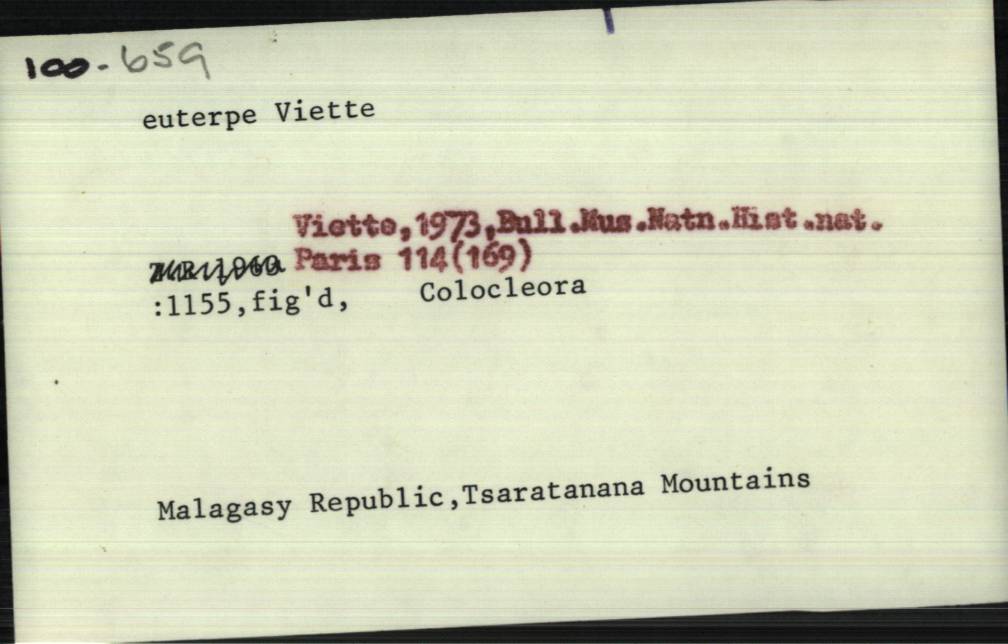 100.659
euterpe Viette
Viette,1973,Bull.Mus.Natn.Hist.nat.
Paris 114(169)
:1155,fig'd, Colocleora
Malagasy Republic,Tsaratanana Mountains